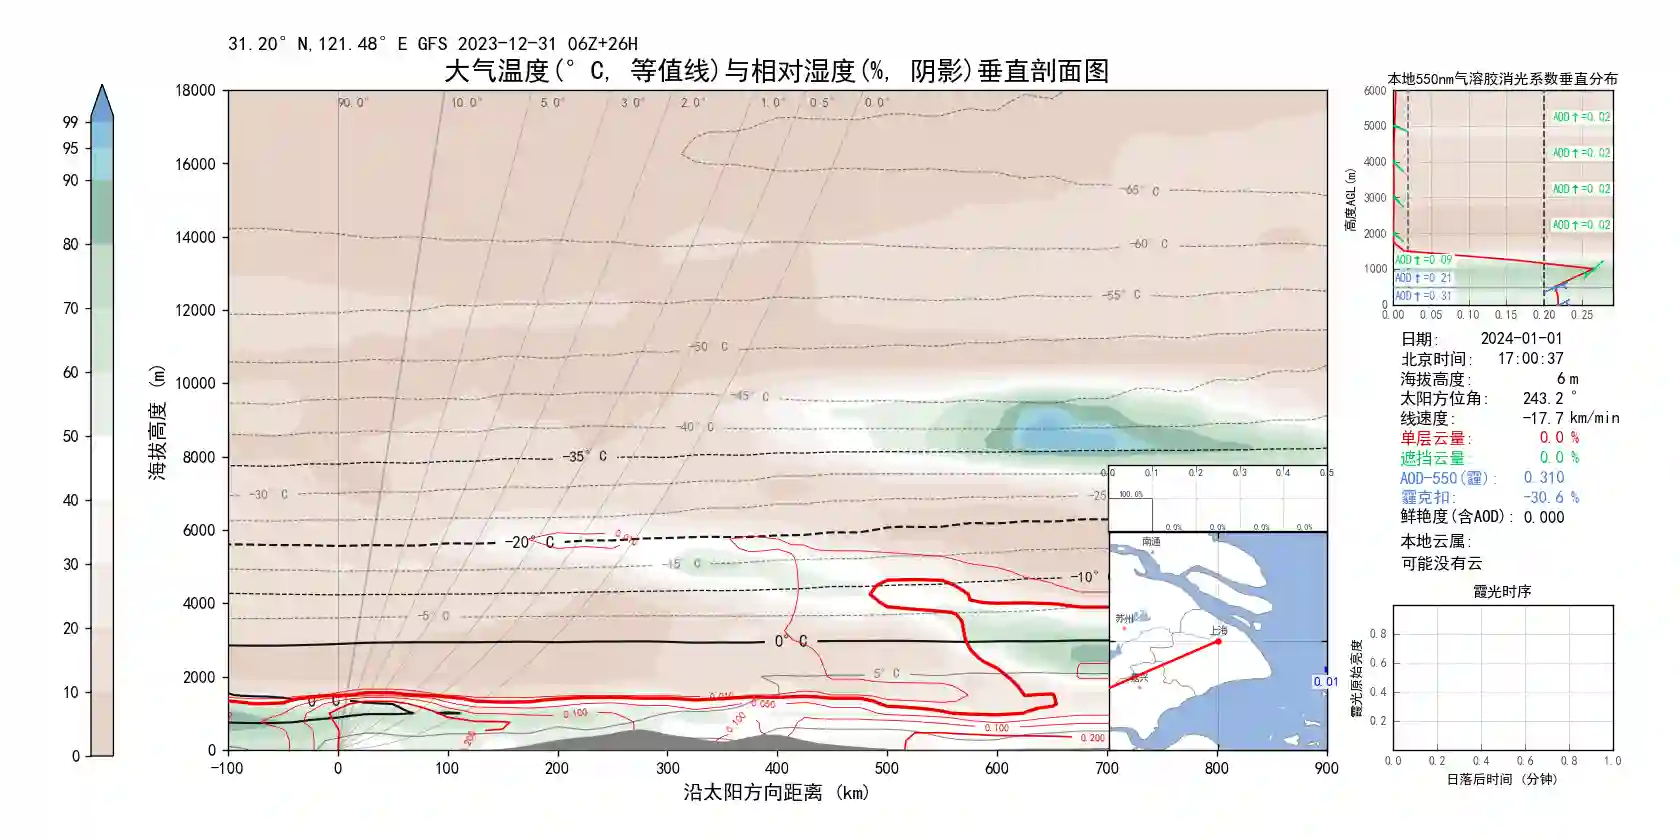 31.20°N,121.48°E GFS 2023-12-31 06Z+26H
大气温度(°C, 等值线)与相对湿度(%, 阴影)垂直剖面图
99
95
90
80
70
60
50
40
30
20
10
0
海拔高度 (m)
18000
16000
14000
12000
10000
8000
6000
4000
2000
0
90.0° 10.0° 5.0° 3.0° 2.0° 1.0° 0.5° 0.0°
-65°C
-60°C
-55°C
-50°C
-45°C
-40°C
-35°C
-30°C
-25
-20°C
-15°C
-10°
-5°C
0°C
5°C
0°C
0.010
0.050
0.100
0.100
0.100
0.200
-100 0 100 200 300 400 500 600 700 800 900
沿太阳方向距离 (km)
0.0 0.1 0.2 0.3 0.4 0.5
100.0%
0.0% 0.0% 0.0% 0.0%
南通
苏州
上海
嘉兴
0.01
本地550nm气溶胶消光系数垂直分布
高度AGL(m)
6000
5000
4000
3000
2000
1000
0
AOD↑=0.02
AOD↑=0.02
AOD↑=0.02
AOD↑=0.02
AOD↑=0.09
AOD↑=0.21
AOD↑=0.31
0.00 0.05 0.10 0.15 0.20 0.25
日期: 2024-01-01
北京时间: 17:00:37
海拔高度: 6 m
太阳方位角: 243.2 °
线速度: -17.7 km/min
单层云量: 0.0 %
遮挡云量: 0.0 %
AOD-550(霾): 0.310
霾克扣: -30.6 %
鲜艳度(含AOD): 0.000
本地云属:
可能没有云
霞光时序
霞光原始亮度
0.8
0.6
0.4
0.2
0.0 0.2 0.4 0.6 0.8 1.0
日落后时间 (分钟)